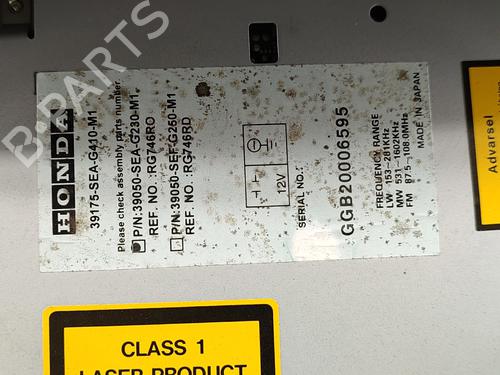 HONDA
39175-SEA-G410-M1
Please check assembly parts number.
P/N:39050-SEA-G230-M1
REF. NO. :RG746RO
P/N:39050-SEF-G250-M1
REF. NO. :RG746RD
12V
SERIAL NO.:
GGB20006595
FREQUENCY RANGE
LW 153-281KHz
MW 531-1602KHz
FM 87.5-108.0MHz
MADE IN JAPAN
Advarsel
CLASS 1
LASER PRODUCT
B-PARTS